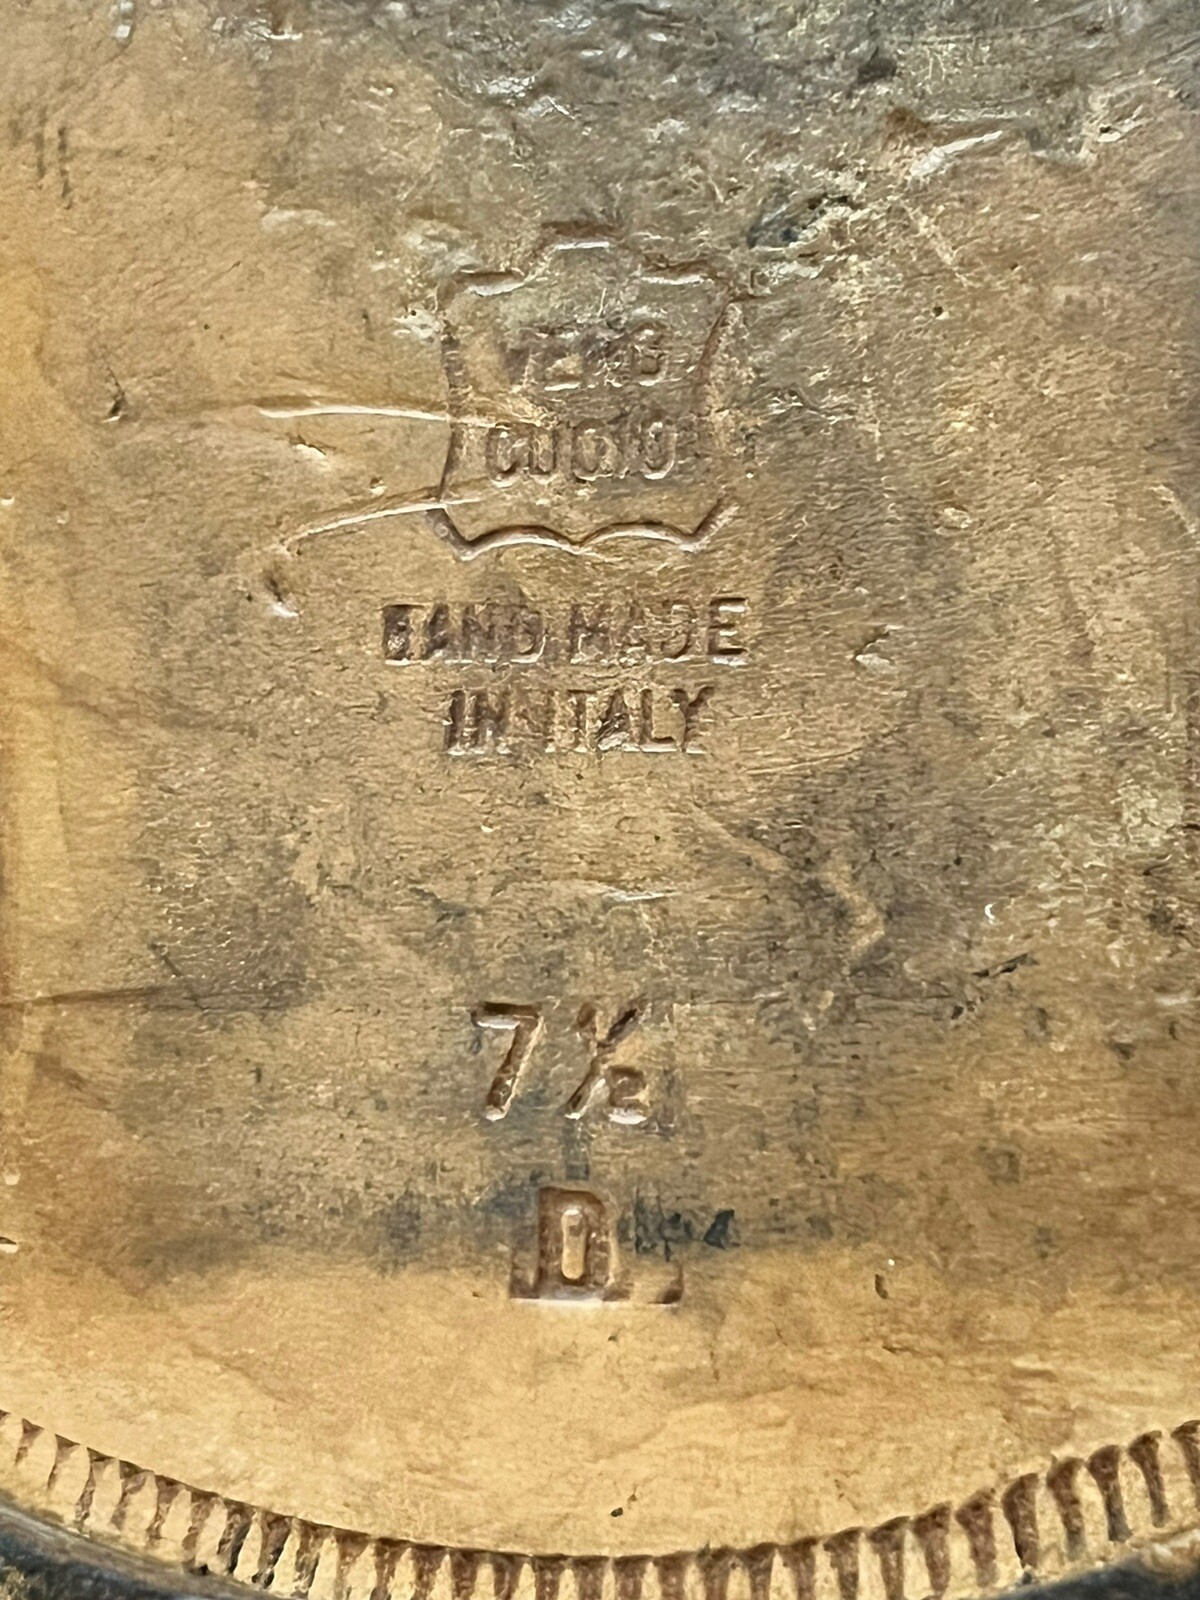 VERO
CUOIO
HAND MADE
IN ITALY
7½
D